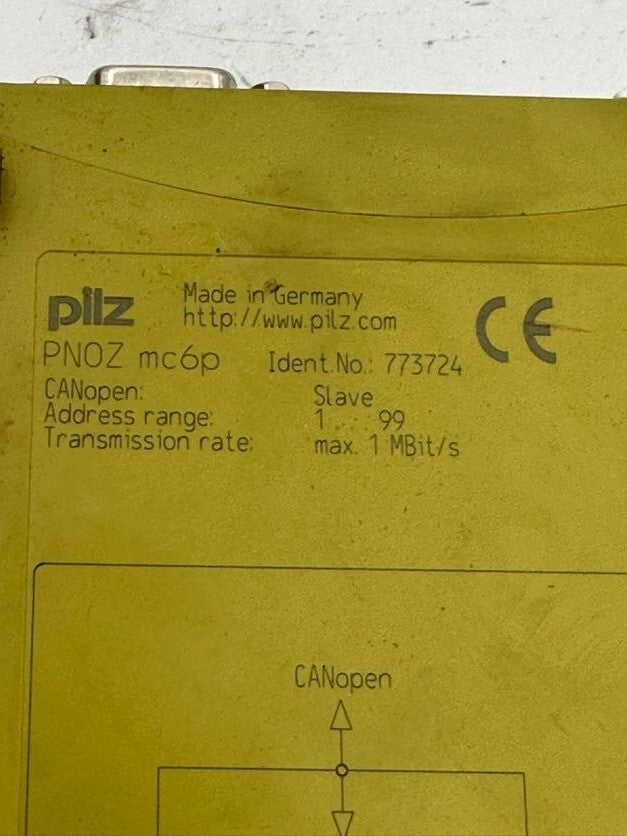 pilz Made in Germany
http://www.pilz.com
CE
PNOZ mc6p Ident.No.: 773724
CANopen: Slave
Address range: 1 .... 99
Transmission rate: max. 1 MBit/s
CANopen